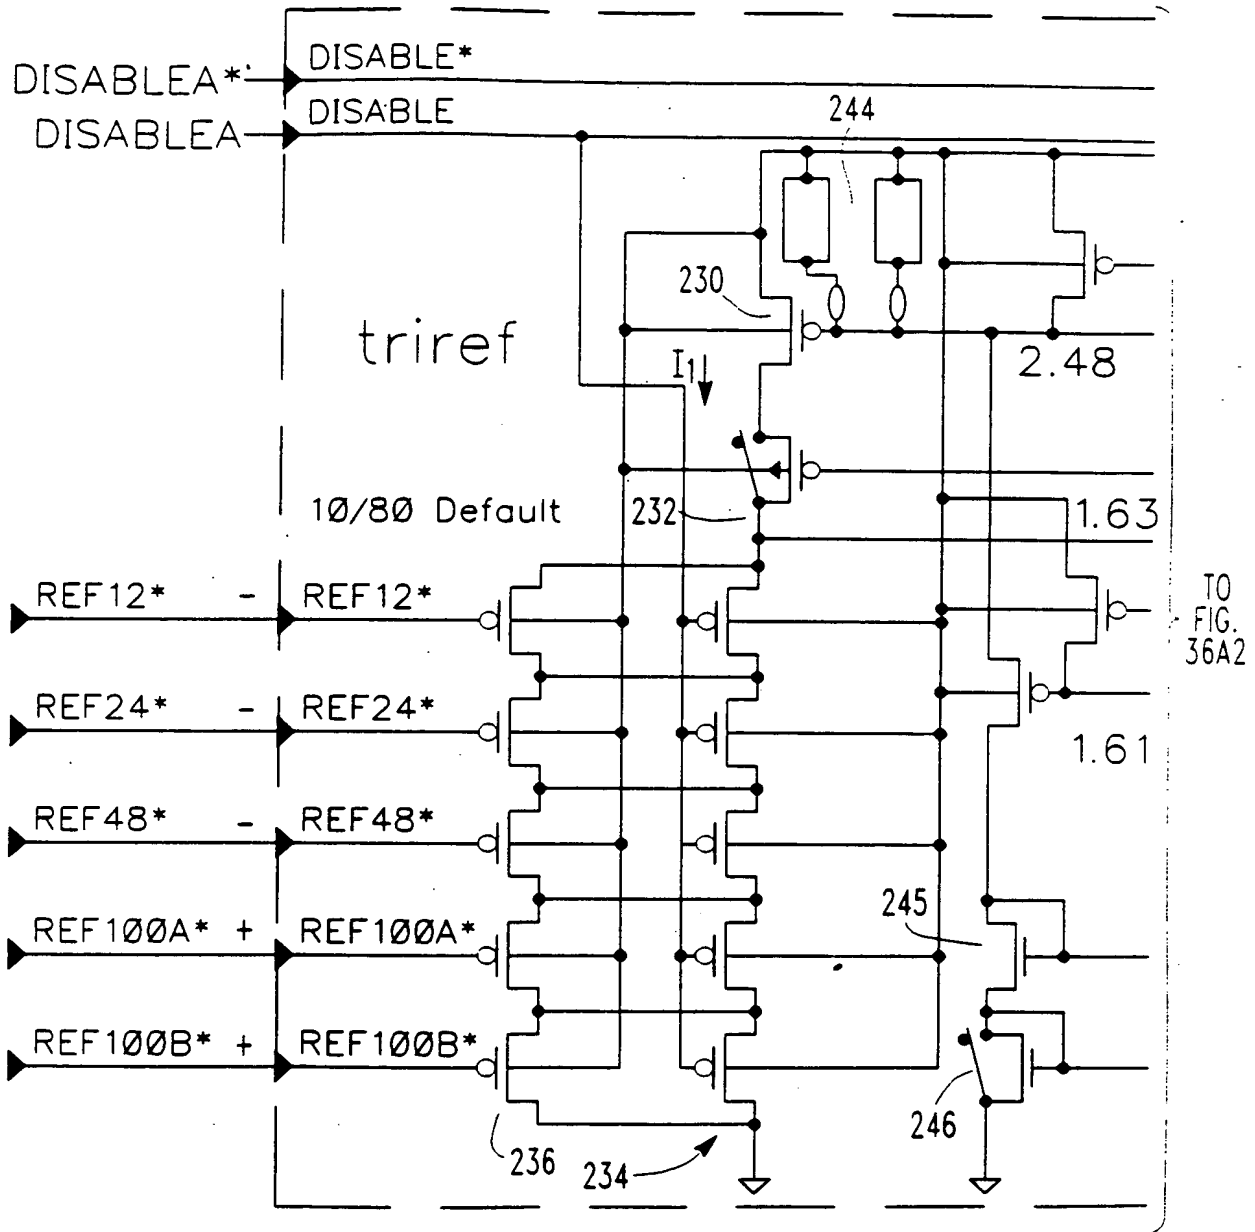 DISABLEA* DISABLE*
DISABLEA DISABLE
244
230
triref
I1
2.48
10/80 Default
232
1.63
REF12* - REF12*
TO
FIG.
36A2
REF24* - REF24*
1.61
REF48* - REF48*
245
REF100A* + REF100A*
REF100B* + REF100B*
246
236
234